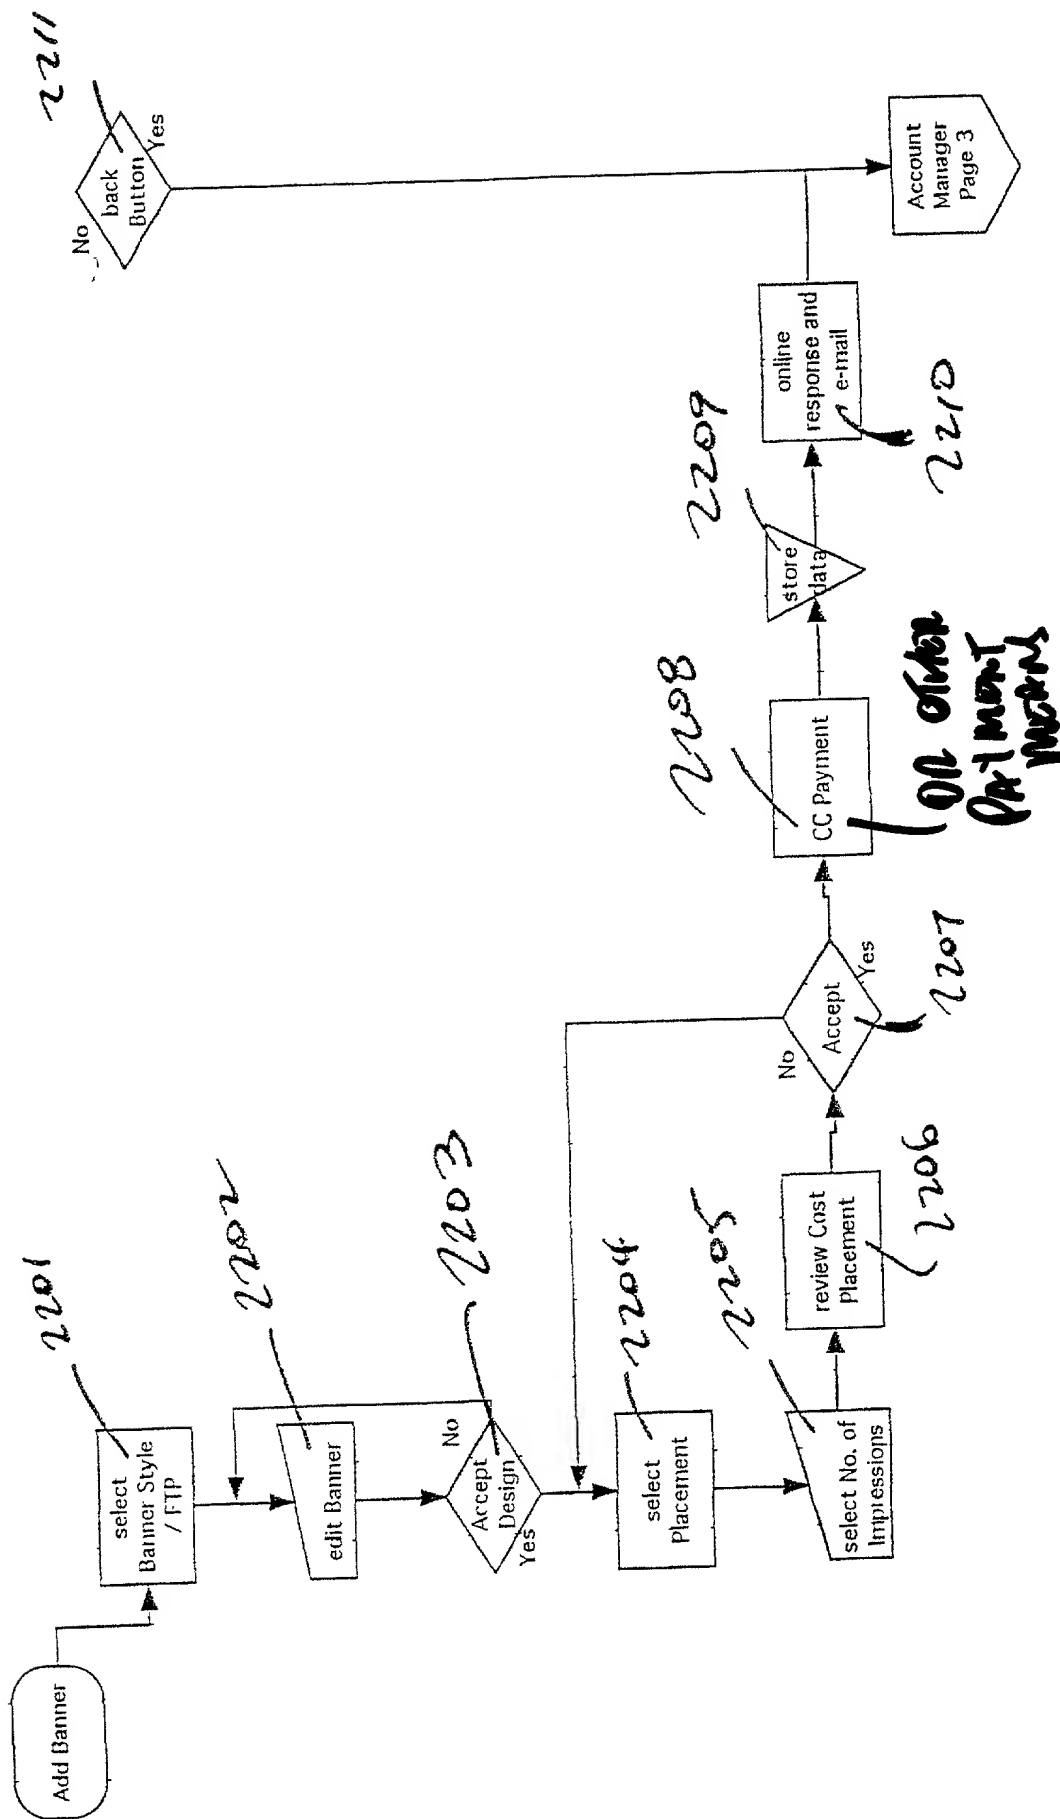 Add Banner
2201
select
Banner Style
/ FTP
2202
edit Banner
2203
Accept
Design
No
Yes
2204
select
Placement
2205
select No. of
Impressions
review Cost
Placement
2206
No
Accept
Yes
2207
2208
CC Payment
OR OTHER
PAYMENT
MEANS
2209
store
data
online
response and
e-mail
2210
2211
No
back
Button
Yes
Account
Manager
Page 3